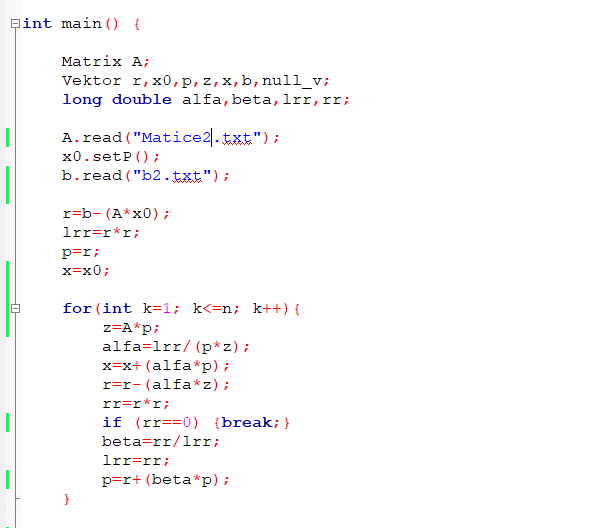 int main() {
Matrix A;
Vektor r,x0,p,z,x,b,null_v;
long double alfa,beta,lrr,rr;
A.read("Matice2.txt");
x0.setP();
b.read("b2.txt");
r=b-(A*x0);
lrr=r*r;
p=r;
x=x0;
for(int k=1; k<=n; k++){
z=A*p;
alfa=lrr/(p*z);
x=x+(alfa*p);
r=r-(alfa*z);
rr=r*r;
if (rr==0) {break;}
beta=rr/lrr;
lrr=rr;
p=r+(beta*p);
}